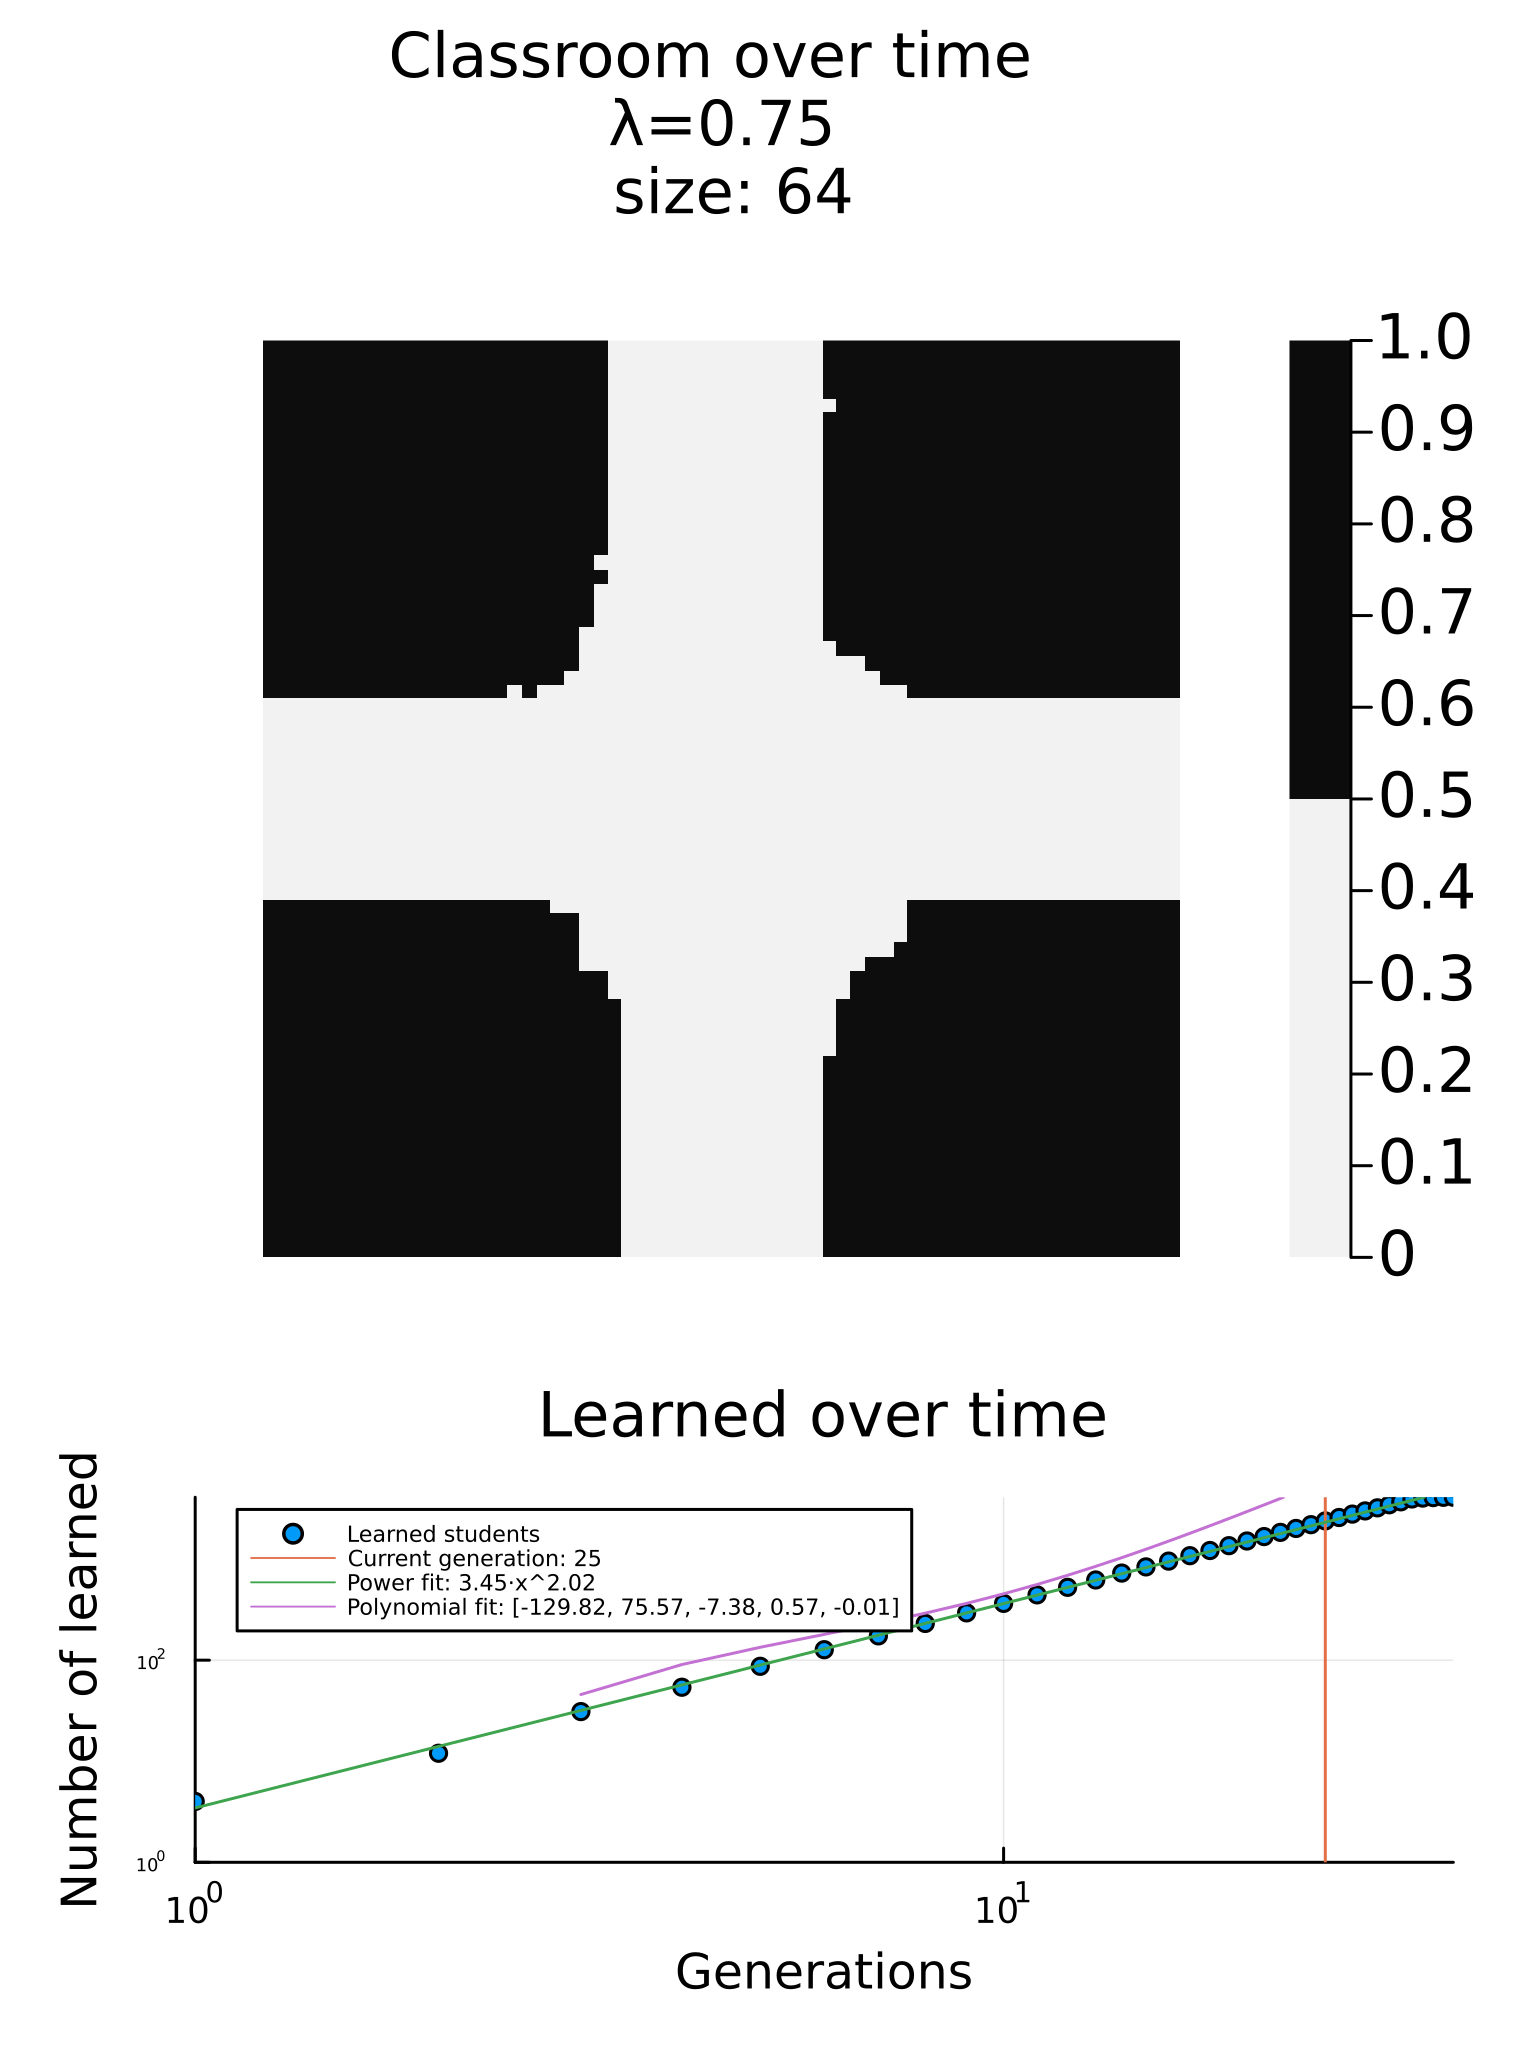 Classroom over time
λ=0.75
size: 64
1.0
0.9
0.8
0.7
0.6
0.5
0.4
0.3
0.2
0.1
0
Learned over time
Number of learned
Learned students
Current generation: 25
Power fit: 3.45·x^2.02
Polynomial fit: [-129.82, 75.57, -7.38, 0.57, -0.01]
10²
10⁰
10⁰
10¹
Generations